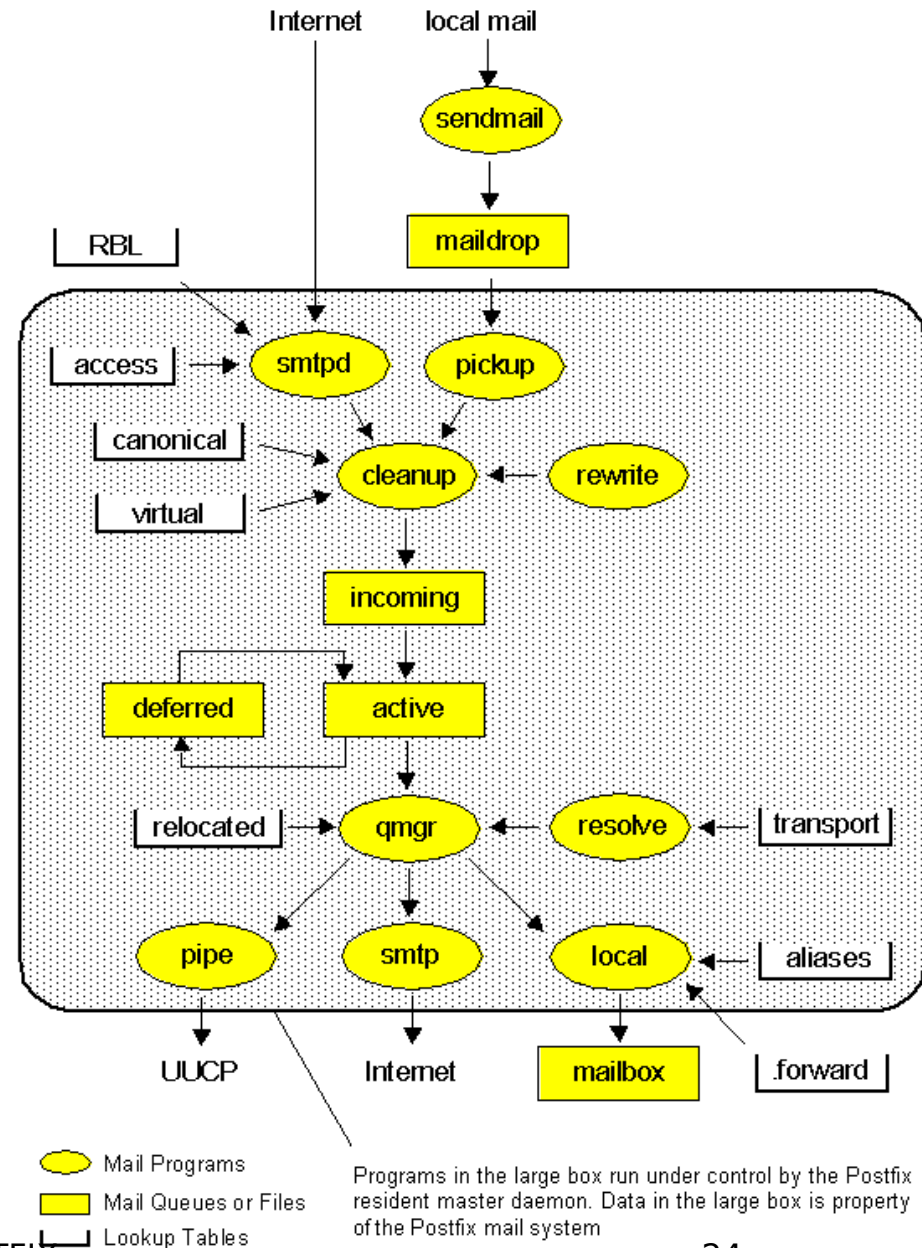 Internet local mail
sendmail
maildrop
RBL
smtpd pickup
access
canonical
cleanup rewrite
virtual
incoming
deferred active
relocated qmgr resolve transport
pipe smtp local aliases
UUCP Internet mailbox .forward
Mail Programs
Mail Queues or Files
Lookup Tables
Programs in the large box run under control by the Postfix
resident master daemon. Data in the large box is property
of the Postfix mail system